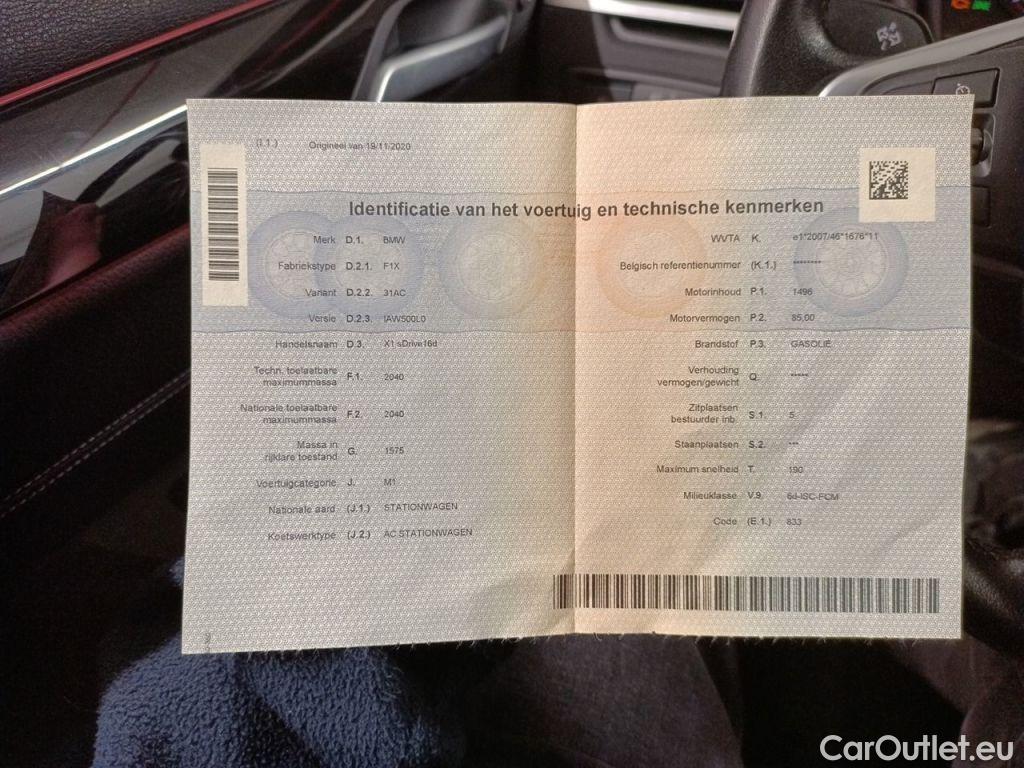 (I.1.) Origineel van 19/11/2020
Identificatie van het voertuig en technische kenmerken
Merk D.1. BMW
Fabriekstype D.2.1. F1X
Variant D.2.2. 31AC
Versie D.2.3. IAW500L0
Handelsnaam D.3. X1 sDrive16d
Techn. toelaatbare
maximummassa F.1. 2040
Nationale toelaatbare
maximummassa F.2. 2040
Massa in
rijklare toestand G. 1575
Voertuigcategorie J. M1
Nationale aard (J.1.) STATIONWAGEN
Koetswerktype (J.2.) AC STATIONWAGEN
WVTA K. e1*2007/46*1676*11
Belgisch referentienummer (K.1.) ********
Motorinhoud P.1. 1496
Motorvermogen P.2. 85,00
Brandstof P.3. GASOLIE
Verhouding
vermogen/gewicht Q. *****
Zitplaatsen
bestuurder inb. S.1. 5
Staanplaatsen S.2. ***
Maximum snelheid T. 190
Milieuklasse V.9. 6d-ISC-FCM
Code (E.1.) 833
CarOutlet.eu